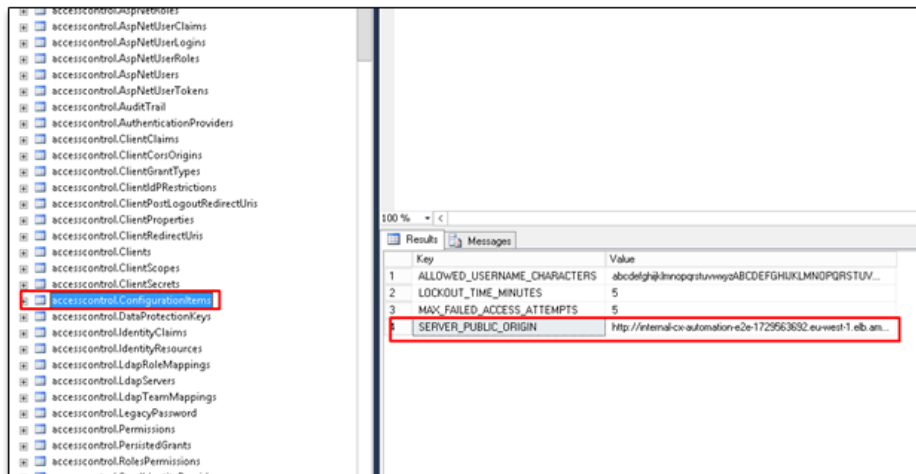 accesscontrol.AspNetRoles
accesscontrol.AspNetUserClaims
accesscontrol.AspNetUserLogins
accesscontrol.AspNetUserRoles
accesscontrol.AspNetUsers
accesscontrol.AspNetUserTokens
accesscontrol.AuditTrail
accesscontrol.AuthenticationProviders
accesscontrol.ClientClaims
accesscontrol.ClientCorsOrigins
accesscontrol.ClientGrantTypes
accesscontrol.ClientIdPRestrictions
accesscontrol.ClientPostLogoutRedirectUris
accesscontrol.ClientProperties
accesscontrol.ClientRedirectUris
accesscontrol.Clients
accesscontrol.ClientScopes
accesscontrol.ClientSecrets
accesscontrol.ConfigurationItems
accesscontrol.DataProtectionKeys
accesscontrol.IdentityClaims
accesscontrol.IdentityResources
accesscontrol.LdapRoleMappings
accesscontrol.LdapServers
accesscontrol.LdapTeamMappings
accesscontrol.LegacyPassword
accesscontrol.Permissions
accesscontrol.PersistedGrants
accesscontrol.RolesPermissions
100 %
Results Messages
Key Value
1 ALLOWED_USERNAME_CHARACTERS abcdefghijklmnopqrstuvwxyzABCDEFGHIJKLMNOPQRSTUV...
2 LOCKOUT_TIME_MINUTES 5
3 MAX_FAILED_ACCESS_ATTEMPTS 5
4 SERVER_PUBLIC_ORIGIN http://internal-cx-automation-e2e-1729563692.eu-west-1.elb.am...